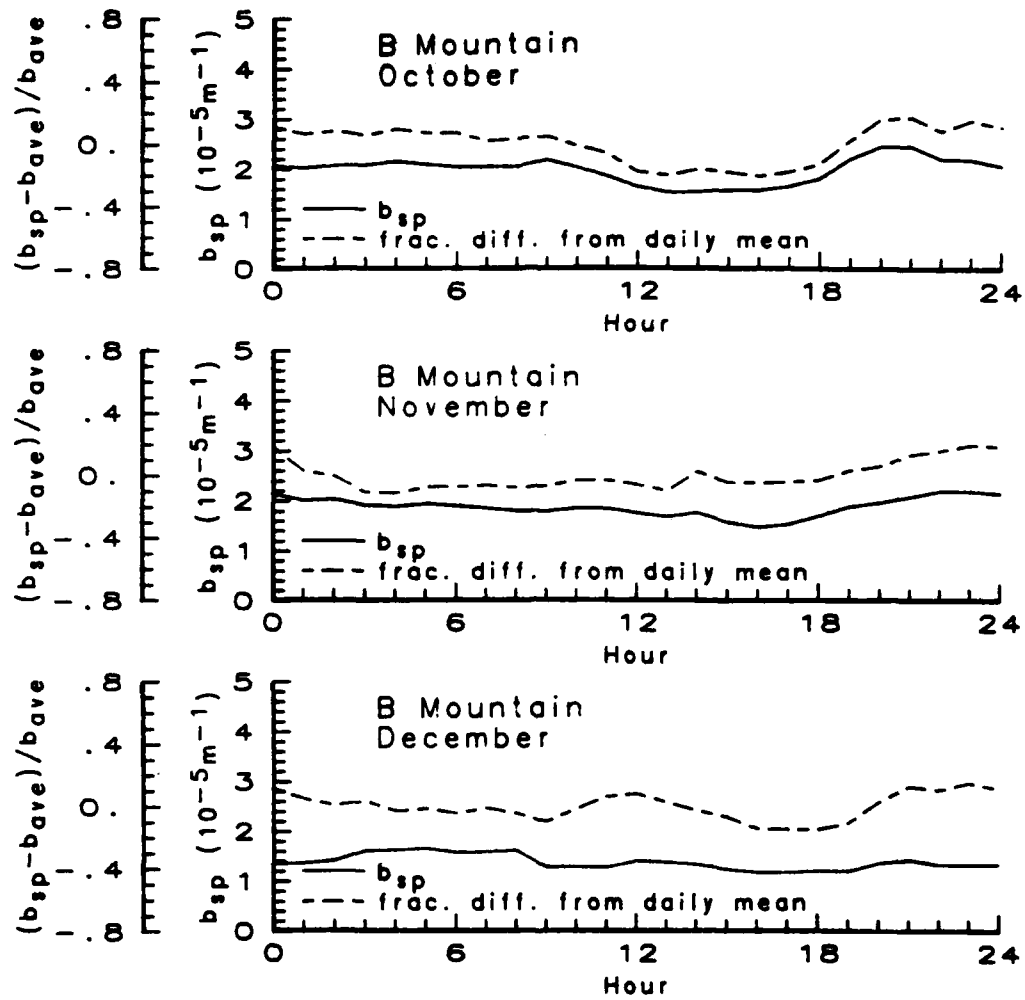 B Mountain
October
(bsp-bave)/bave
.8
.4
0.
-.4
-.8
bsp (10-5m-1)
5
4
3
2
1
0
bsp
frac. diff. from daily mean
0 6 12 18 24
Hour
B Mountain
November
(bsp-bave)/bave
.8
.4
0.
-.4
-.8
bsp (10-5m-1)
5
4
3
2
1
0
bsp
frac. diff. from daily mean
0 6 12 18 24
Hour
B Mountain
December
(bsp-bave)/bave
.8
.4
0.
-.4
-.8
bsp (10-5m-1)
5
4
3
2
1
0
bsp
frac. diff. from daily mean
0 6 12 18 24
Hour